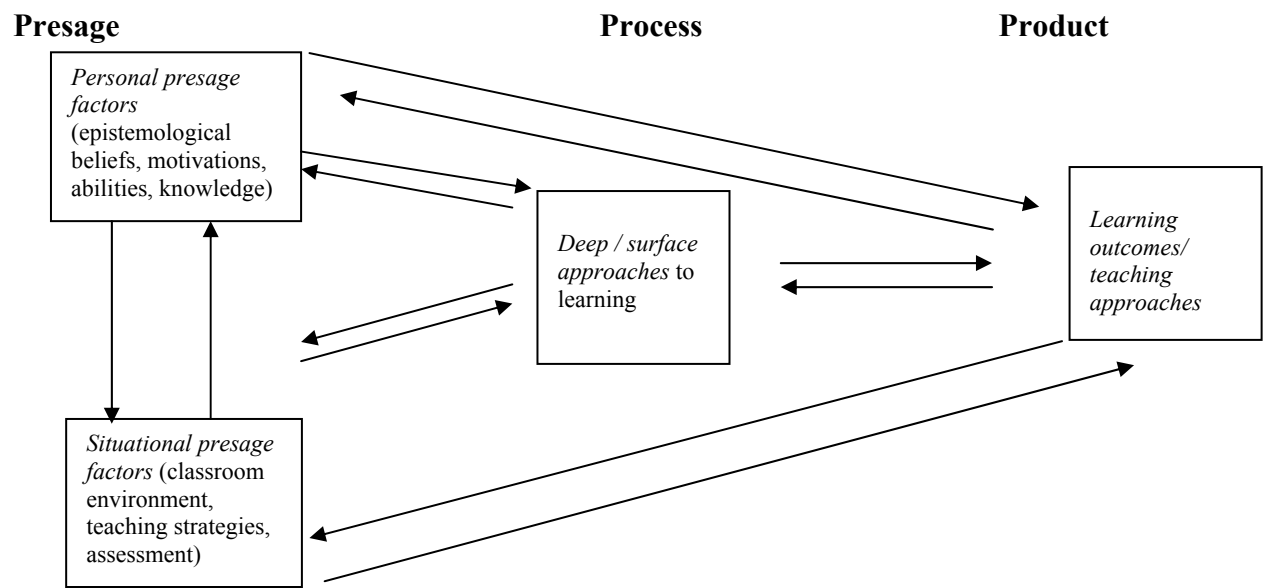 Presage Process Product
Personal presage
factors
(epistemological
beliefs, motivations,
abilities, knowledge)
Deep / surface
approaches to
learning
Learning
outcomes/
teaching
approaches
Situational presage
factors (classroom
environment,
teaching strategies,
assessment)